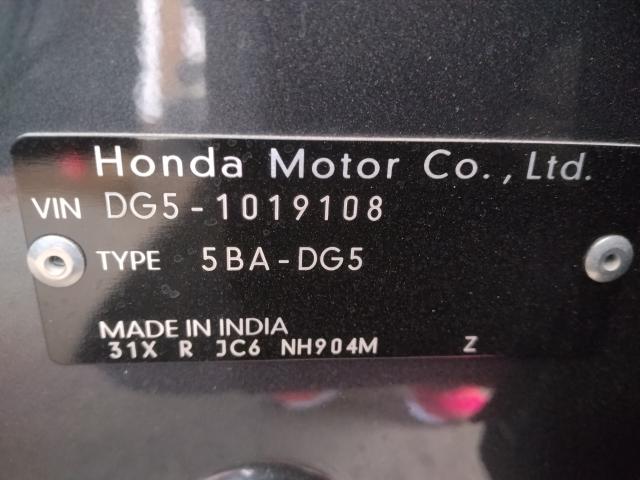 Honda Motor Co., Ltd.
VIN DG5-1019108
TYPE 5BA-DG5
MADE IN INDIA
31X R JC6 NH904M Z